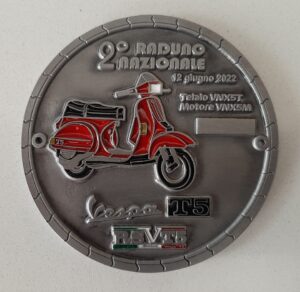 2° RADUNO
NAZIONALE
12 giugno 2022
Telaio VNX5T
Motore VNX5M
Vespa T5